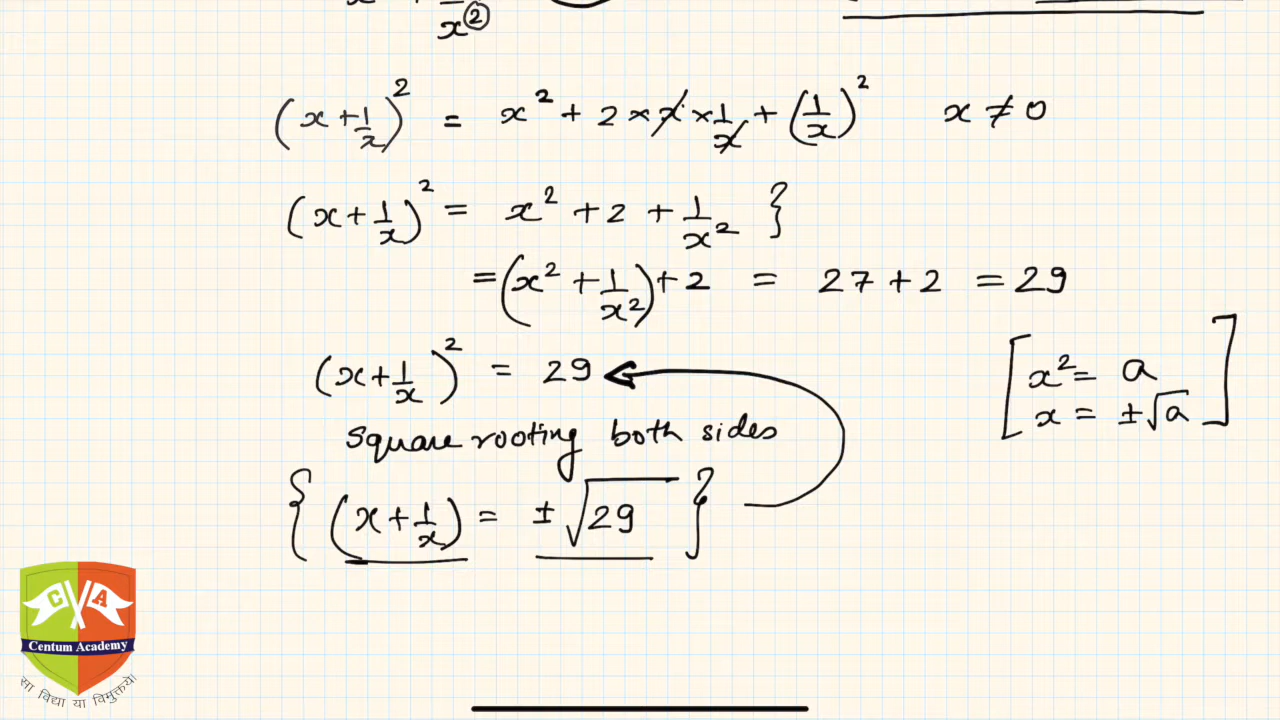 x²
(x + 1/x)² = x² + 2 × x × 1/x + (1/x)² x ≠ 0
(x + 1/x)² = x² + 2 + 1/x² }
= (x² + 1/x²) + 2 = 27 + 2 = 29
(x + 1/x)² = 29
[ x² = a
x = ±√a ]
Square rooting both sides
{ (x + 1/x) = ±√29 }
C A
Centum Academy
सा विद्या या विमुक्तये